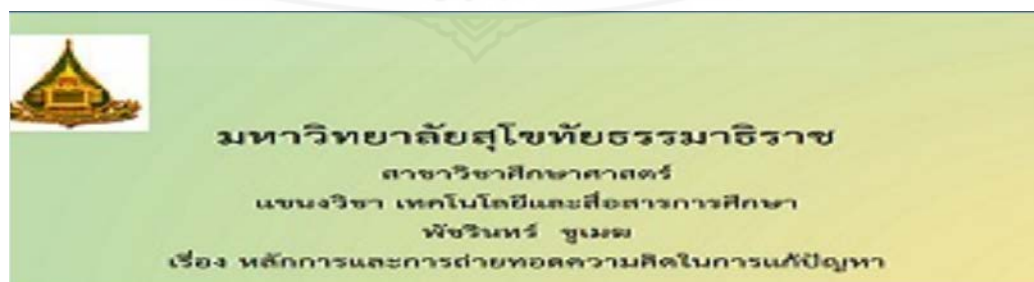 มหาวิทยาลัยสุโขทัยธรรมาธิราช
สาขาวิชาศึกษาศาสตร์
แขนงวิชา เทคโนโลยีและสื่อสารการศึกษา
พัชรินทร์ ชูเมฆ
เรื่อง หลักการและการถ่ายทอดความคิดในการแก้ปัญหา